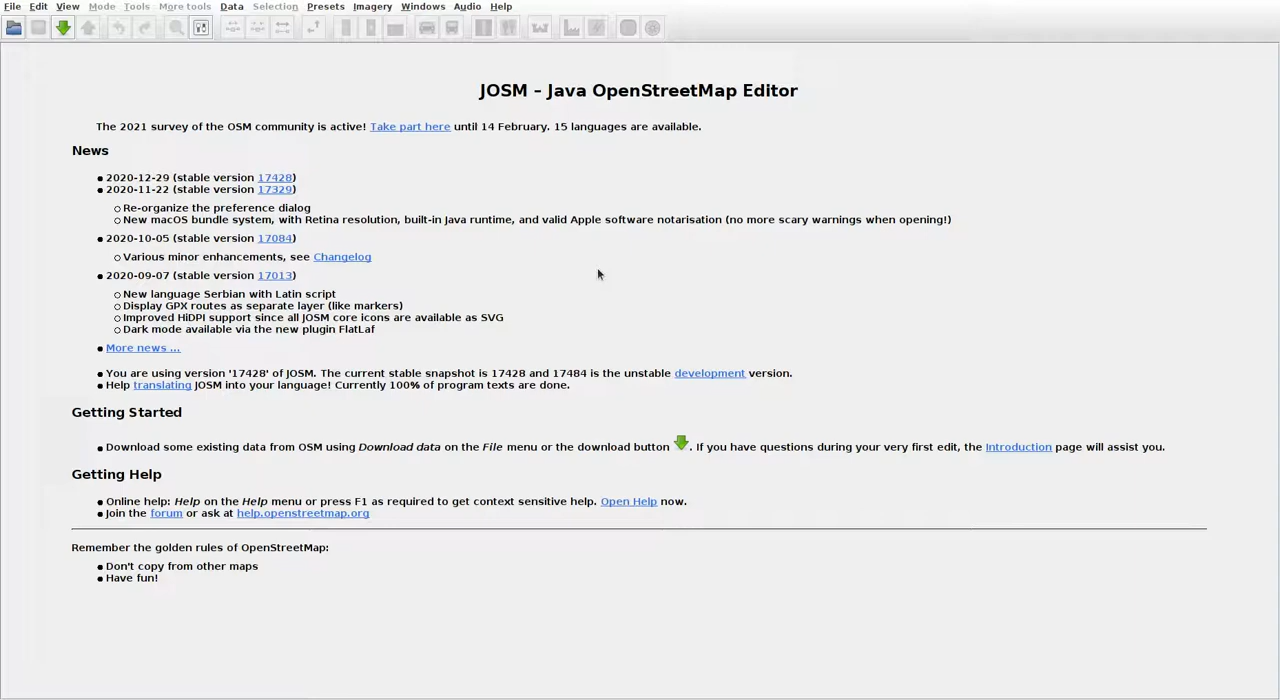 File Edit View Mode Tools More tools Data Selection Presets Imagery Windows Audio Help
JOSM – Java OpenStreetMap Editor
The 2021 survey of the OSM community is active! Take part here until 14 February. 15 languages are available.
News
2020-12-29 (stable version 17428)
2020-11-22 (stable version 17329)
Re-organize the preference dialog
New macOS bundle system, with Retina resolution, built-in Java runtime, and valid Apple software notarisation (no more scary warnings when opening!)
2020-10-05 (stable version 17084)
Various minor enhancements, see Changelog
2020-09-07 (stable version 17013)
New language Serbian with Latin script
Display GPX routes as separate layer (like markers)
Improved HiDPI support since all JOSM core icons are available as SVG
Dark mode available via the new plugin FlatLaf
More news ...
You are using version '17428' of JOSM. The current stable snapshot is 17428 and 17484 is the unstable development version.
Help translating JOSM into your language! Currently 100% of program texts are done.
Getting Started
Download some existing data from OSM using Download data on the File menu or the download button . If you have questions during your very first edit, the Introduction page will assist you.
Getting Help
Online help: Help on the Help menu or press F1 as required to get context sensitive help. Open Help now.
Join the forum or ask at help.openstreetmap.org
Remember the golden rules of OpenStreetMap:
Don't copy from other maps
Have fun!